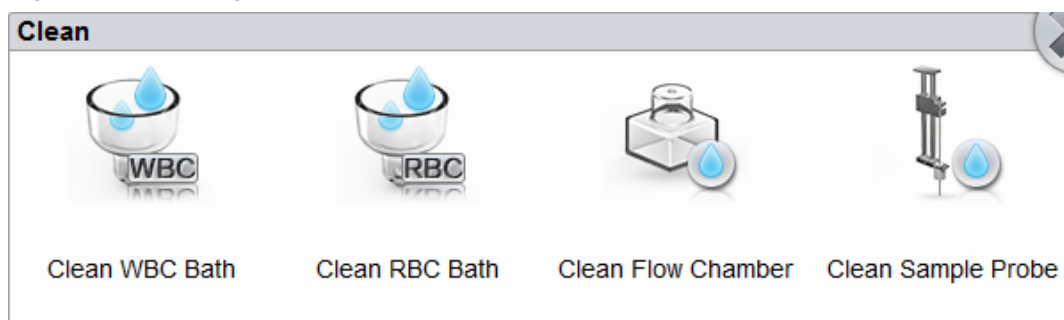 Clean
WBC
RBC
Clean WBC Bath
Clean RBC Bath
Clean Flow Chamber
Clean Sample Probe